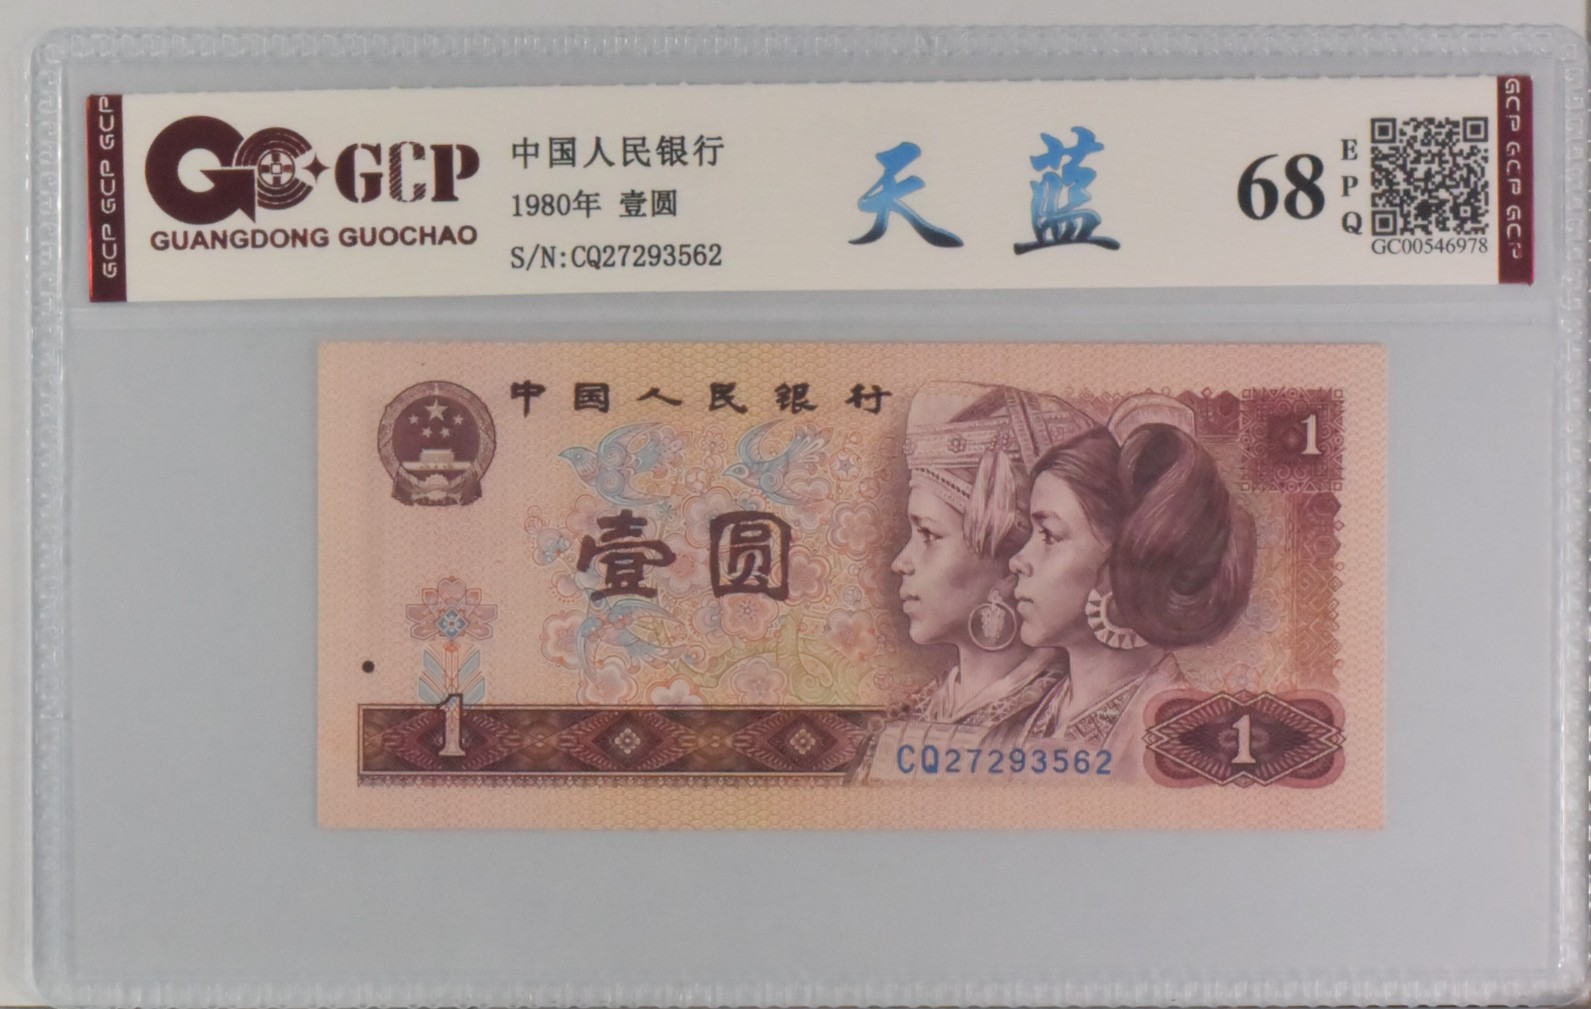 GCP GCP GCP
GCP
GUANGDONG GUOCHAO
中国人民银行
1980年 壹圆
S/N:CQ27293562
天蓝
68
EPQ
GC00546978
GCP GCP GCP
中国人民银行
1
壹圆
1
CQ27293562
1